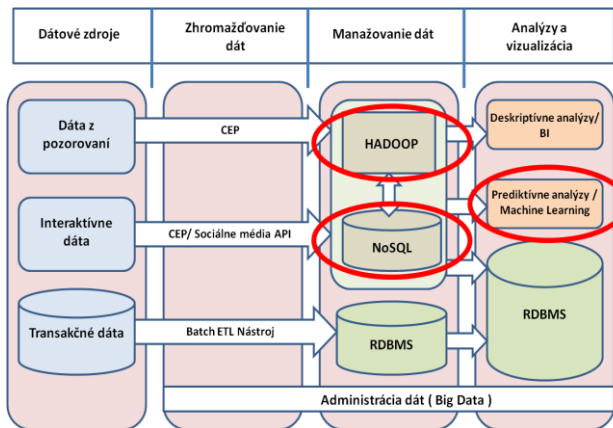 Dátové zdroje
Zhromažďovanie
dát
Manažovanie dát
Analýzy a
vizualizácia
Dáta z
pozorovaní
CEP
HADOOP
Deskriptívne analýzy/
BI
Prediktívne analýzy /
Machine Learning
Interaktívne
dáta
CEP/ Sociálne média API
NoSQL
Transakčné dáta
Batch ETL Nástroj
RDBMS
RDBMS
Administrácia dát ( Big Data )